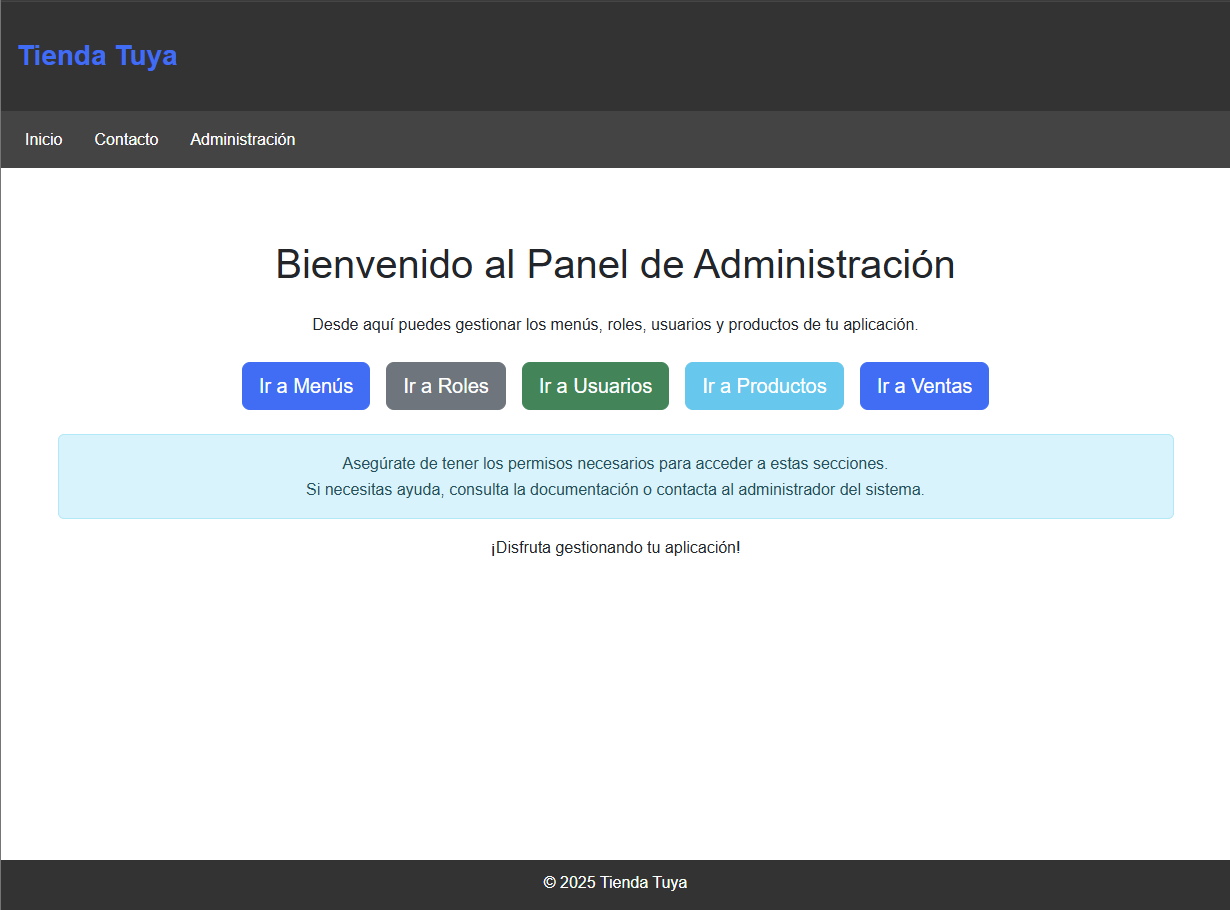 Tienda Tuya
Inicio Contacto Administración
Bienvenido al Panel de Administración
Desde aquí puedes gestionar los menús, roles, usuarios y productos de tu aplicación.
Ir a Menús Ir a Roles Ir a Usuarios Ir a Productos Ir a Ventas
Asegúrate de tener los permisos necesarios para acceder a estas secciones.
Si necesitas ayuda, consulta la documentación o contacta al administrador del sistema.
¡Disfruta gestionando tu aplicación!
© 2025 Tienda Tuya